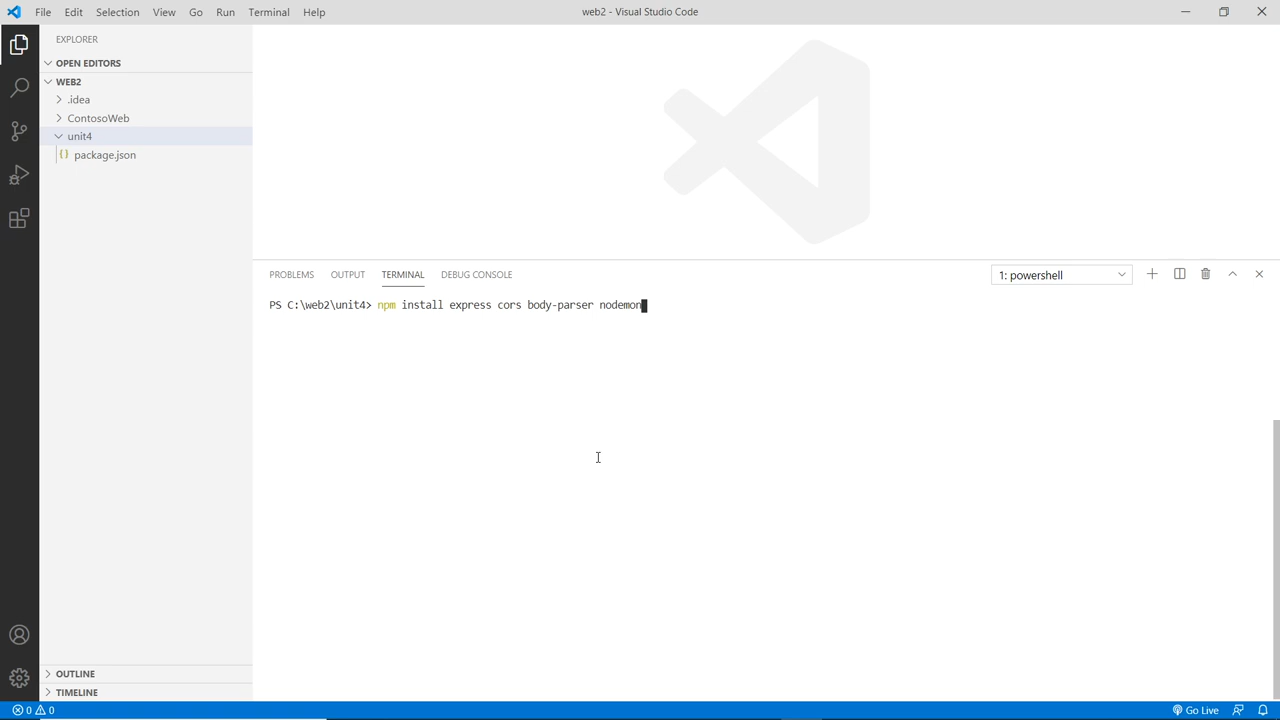 File Edit Selection View Go Run Terminal Help
web2 - Visual Studio Code
EXPLORER
OPEN EDITORS
WEB2
.idea
ContosoWeb
unit4
{} package.json
PROBLEMS OUTPUT TERMINAL DEBUG CONSOLE
1: powershell
PS C:\web2\unit4> npm install express cors body-parser nodemon
OUTLINE
TIMELINE
0 0
Go Live